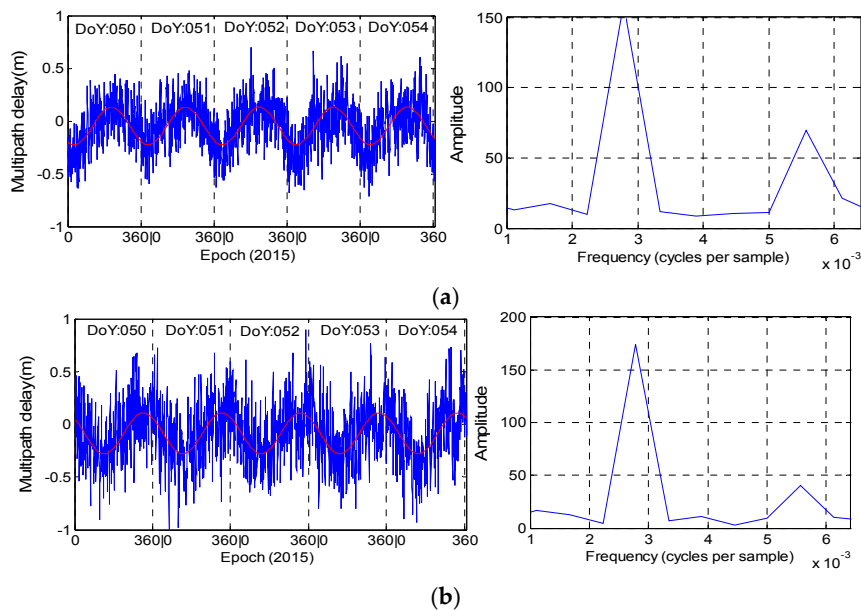 DoY:050 DoY:051 DoY:052 DoY:053 DoY:054
Multipath delay(m)
1
0.5
0
-0.5
-1
0 360|0 360|0 360|0 360|0 360
Epoch (2015)
Amplitude
150
100
50
0
1 2 3 4 5 6
Frequency (cycles per sample)
x 10⁻³
(a)
DoY:050 DoY:051 DoY:052 DoY:053 DoY:054
Multipath delay(m)
1
0.5
0
-0.5
-1
0 360|0 360|0 360|0 360|0 360
Epoch (2015)
Amplitude
200
150
100
50
0
1 2 3 4 5 6
Frequency (cycles per sample)
x 10⁻³
(b)